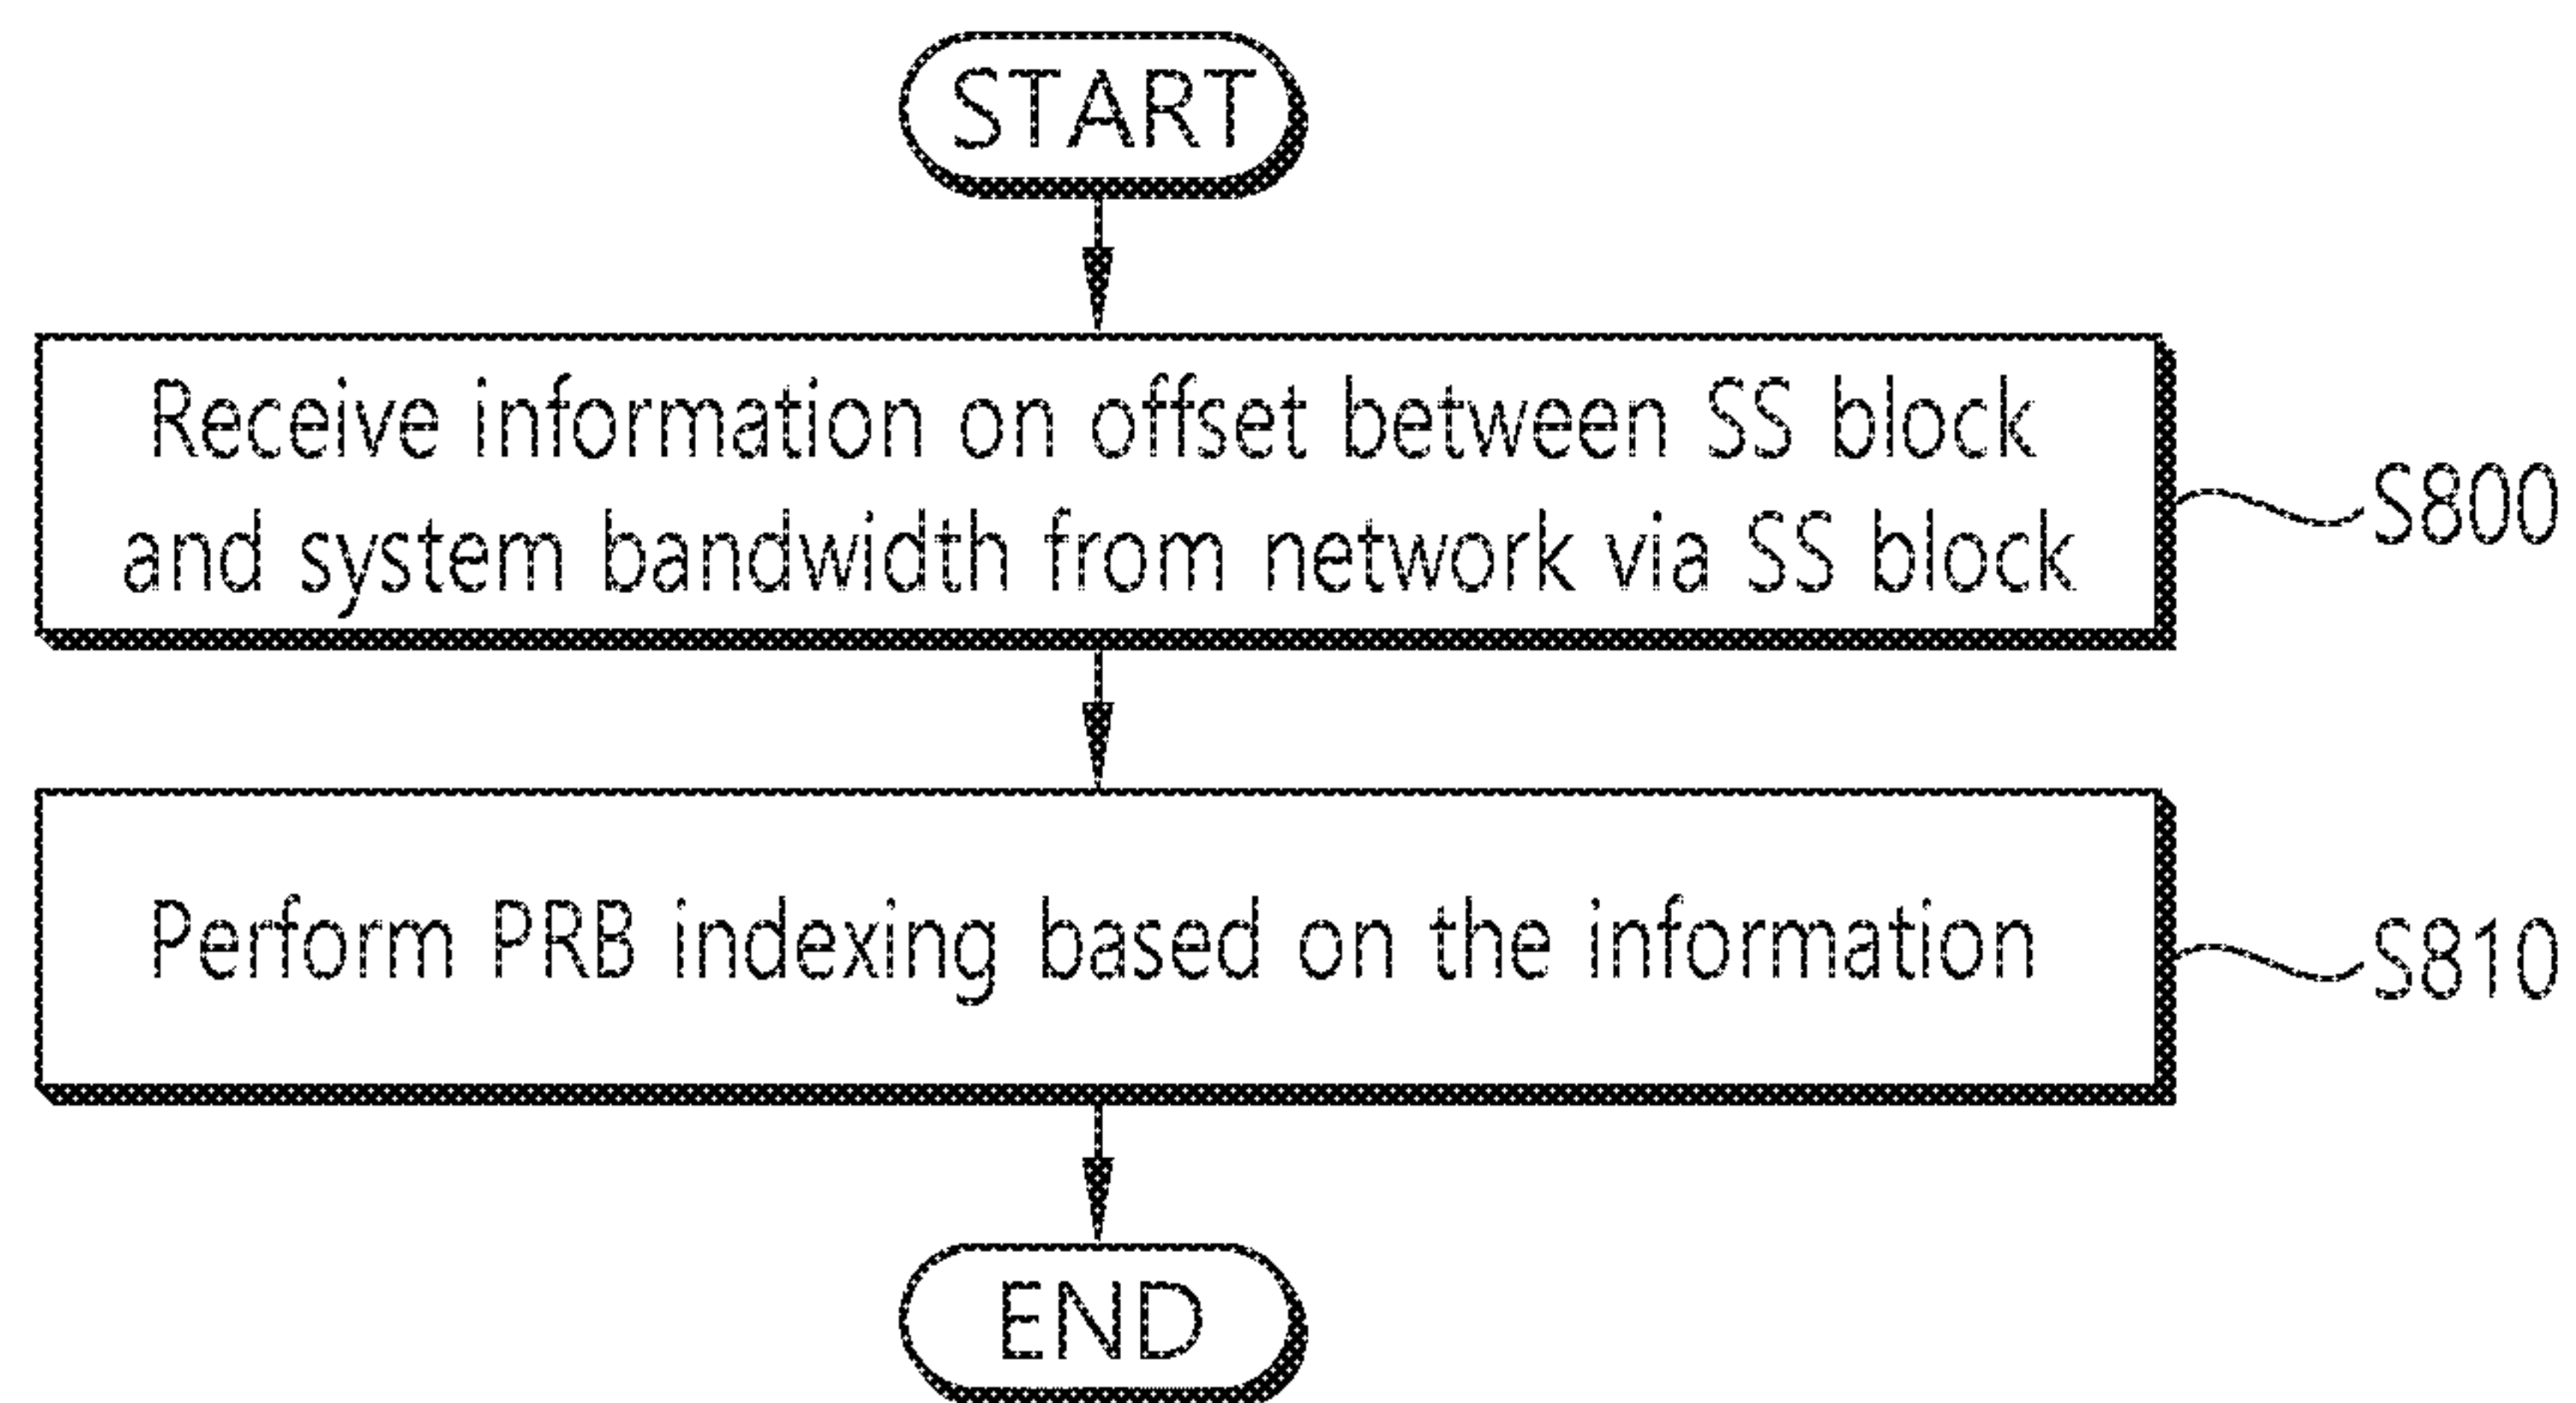 START
Receive information on offset between SS block
and system bandwidth from network via SS block
S800
Perform PRB indexing based on the information
S810
END